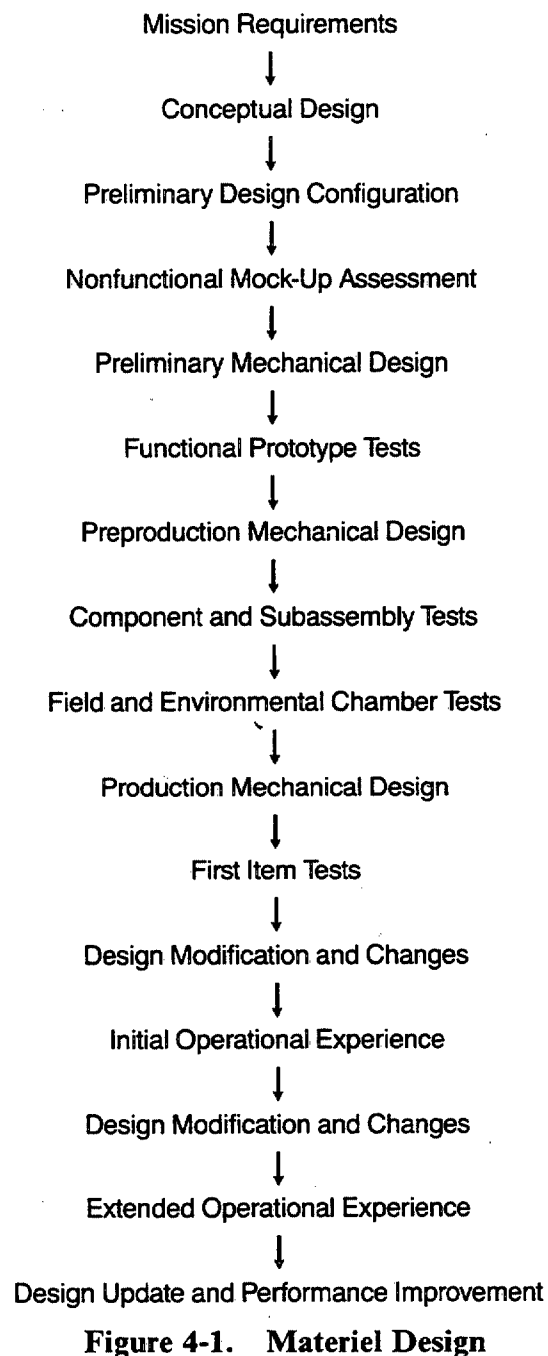 Mission Requirements
↓
Conceptual Design
↓
Preliminary Design Configuration
↓
Nonfunctional Mock-Up Assessment
↓
Preliminary Mechanical Design
↓
Functional Prototype Tests
↓
Preproduction Mechanical Design
↓
Component and Subassembly Tests
↓
Field and Environmental Chamber Tests
↓
Production Mechanical Design
↓
First Item Tests
↓
Design Modification and Changes
↓
Initial Operational Experience
↓
Design Modification and Changes
↓
Extended Operational Experience
↓
Design Update and Performance Improvement
Figure 4-1. Materiel Design